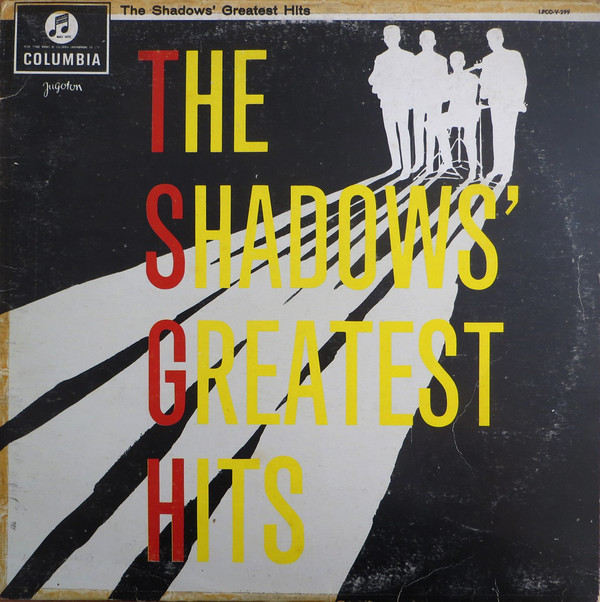 The Shadows' Greatest Hits
LPCO-V-299
COLUMBIA
Jugoton
THE
SHADOWS'
GREATEST
HITS